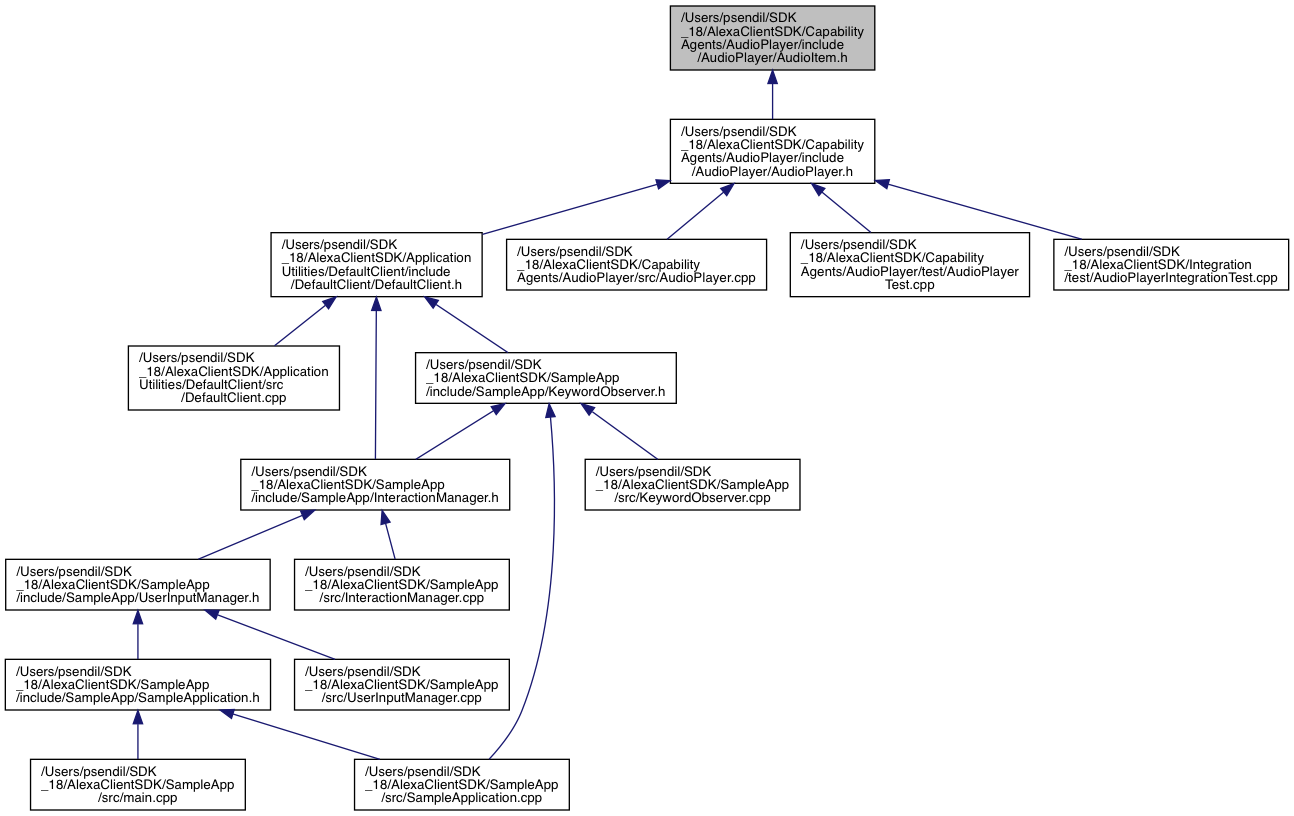 /Users/psendil/SDK
_18/AlexaClientSDK/Capability
Agents/AudioPlayer/include
/AudioPlayer/AudioItem.h
/Users/psendil/SDK
_18/AlexaClientSDK/Capability
Agents/AudioPlayer/include
/AudioPlayer/AudioPlayer.h
/Users/psendil/SDK
_18/AlexaClientSDK/Application
Utilities/DefaultClient/include
/DefaultClient/DefaultClient.h
/Users/psendil/SDK
_18/AlexaClientSDK/Capability
Agents/AudioPlayer/src/AudioPlayer.cpp
/Users/psendil/SDK
_18/AlexaClientSDK/Capability
Agents/AudioPlayer/test/AudioPlayer
Test.cpp
/Users/psendil/SDK
_18/AlexaClientSDK/Integration
/test/AudioPlayerIntegrationTest.cpp
/Users/psendil/SDK
_18/AlexaClientSDK/Application
Utilities/DefaultClient/src
/DefaultClient.cpp
/Users/psendil/SDK
_18/AlexaClientSDK/SampleApp
/include/SampleApp/KeywordObserver.h
/Users/psendil/SDK
_18/AlexaClientSDK/SampleApp
/include/SampleApp/InteractionManager.h
/Users/psendil/SDK
_18/AlexaClientSDK/SampleApp
/src/KeywordObserver.cpp
/Users/psendil/SDK
_18/AlexaClientSDK/SampleApp
/include/SampleApp/UserInputManager.h
/Users/psendil/SDK
_18/AlexaClientSDK/SampleApp
/src/InteractionManager.cpp
/Users/psendil/SDK
_18/AlexaClientSDK/SampleApp
/include/SampleApp/SampleApplication.h
/Users/psendil/SDK
_18/AlexaClientSDK/SampleApp
/src/UserInputManager.cpp
/Users/psendil/SDK
_18/AlexaClientSDK/SampleApp
/src/main.cpp
/Users/psendil/SDK
_18/AlexaClientSDK/SampleApp
/src/SampleApplication.cpp